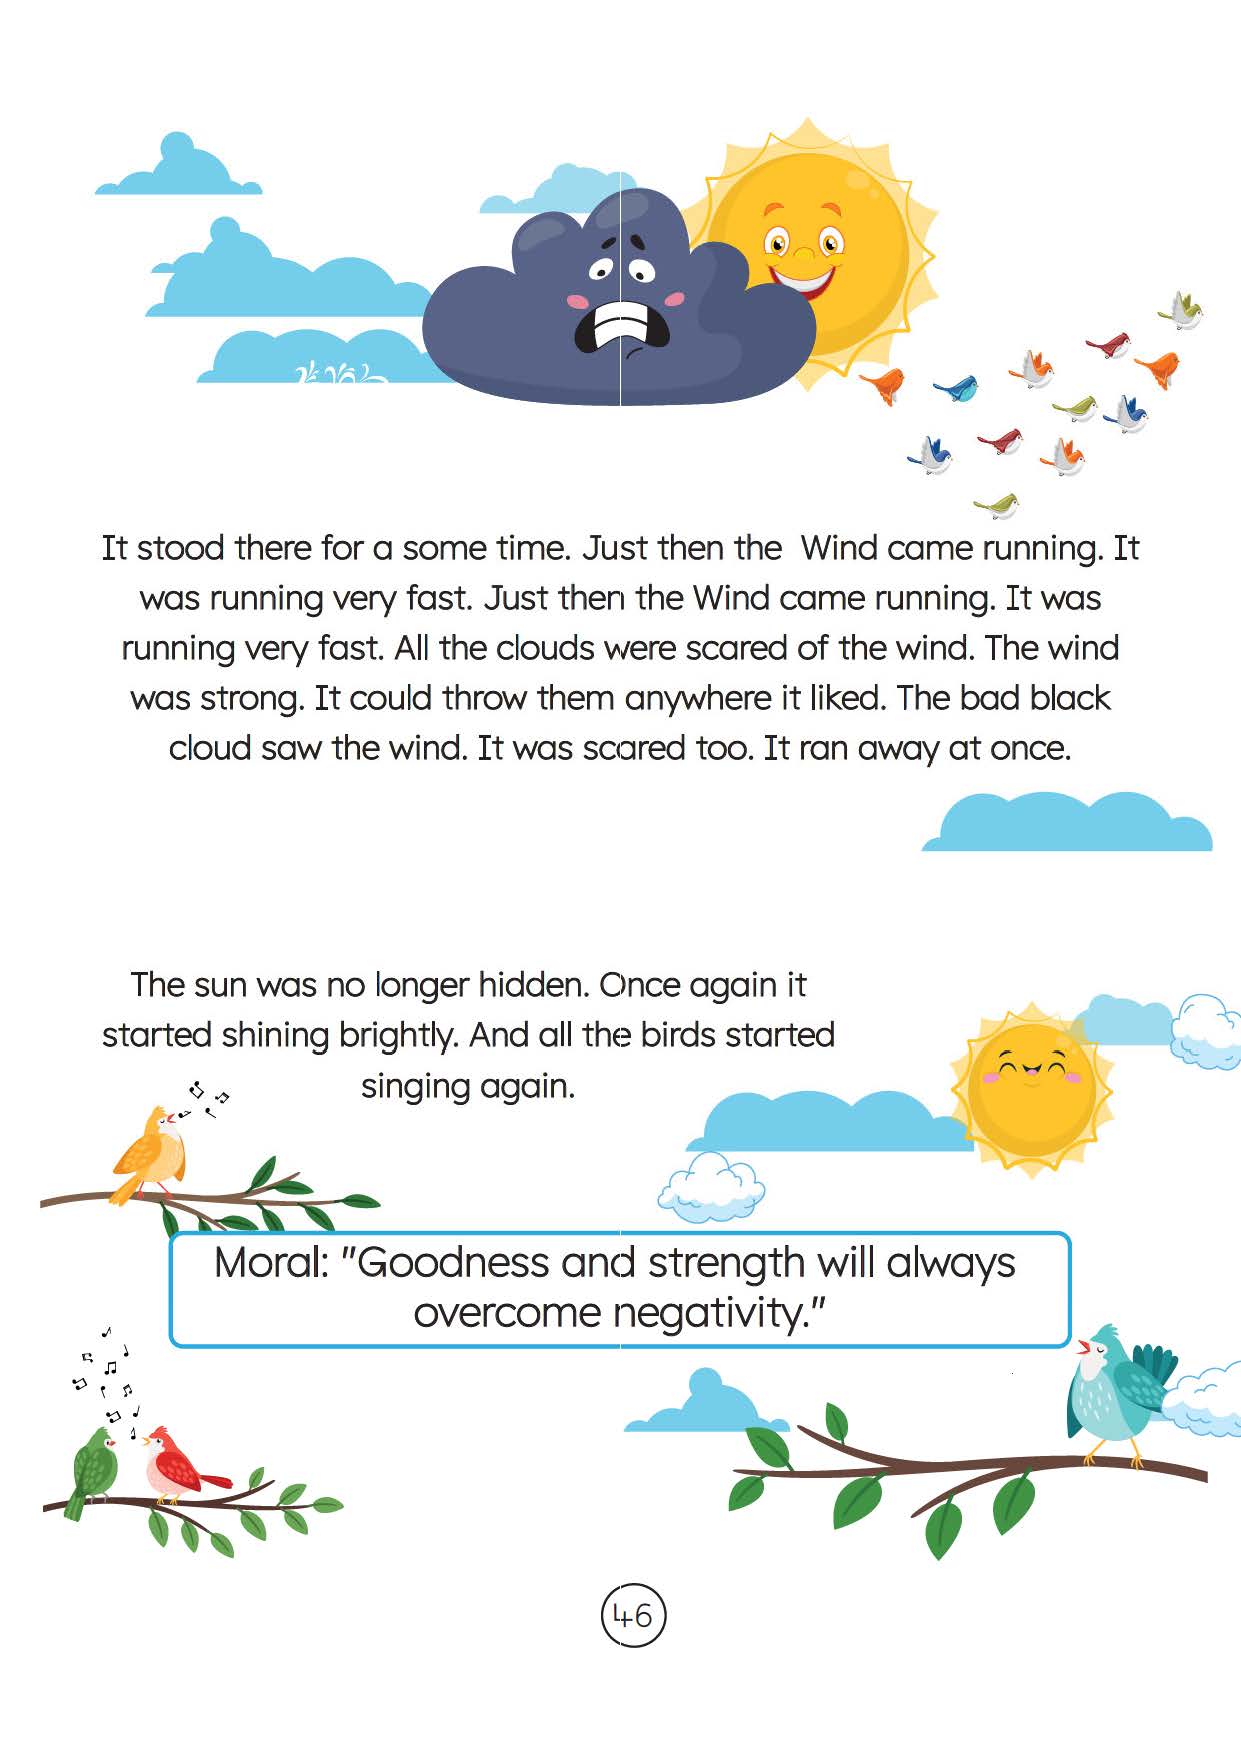 It stood there for a some time. Just then the  Wind came running. It
was running very fast. Just then the Wind came running. It was
running very fast. All the clouds were scared of the wind. The wind
was strong. It could throw them anywhere it liked. The bad black
cloud saw the wind. It was scared too. It ran away at once.
The sun was no longer hidden. Once again it
started shining brightly. And all the birds started
singing again.
Moral: "Goodness and strength will always
overcome negativity."
46